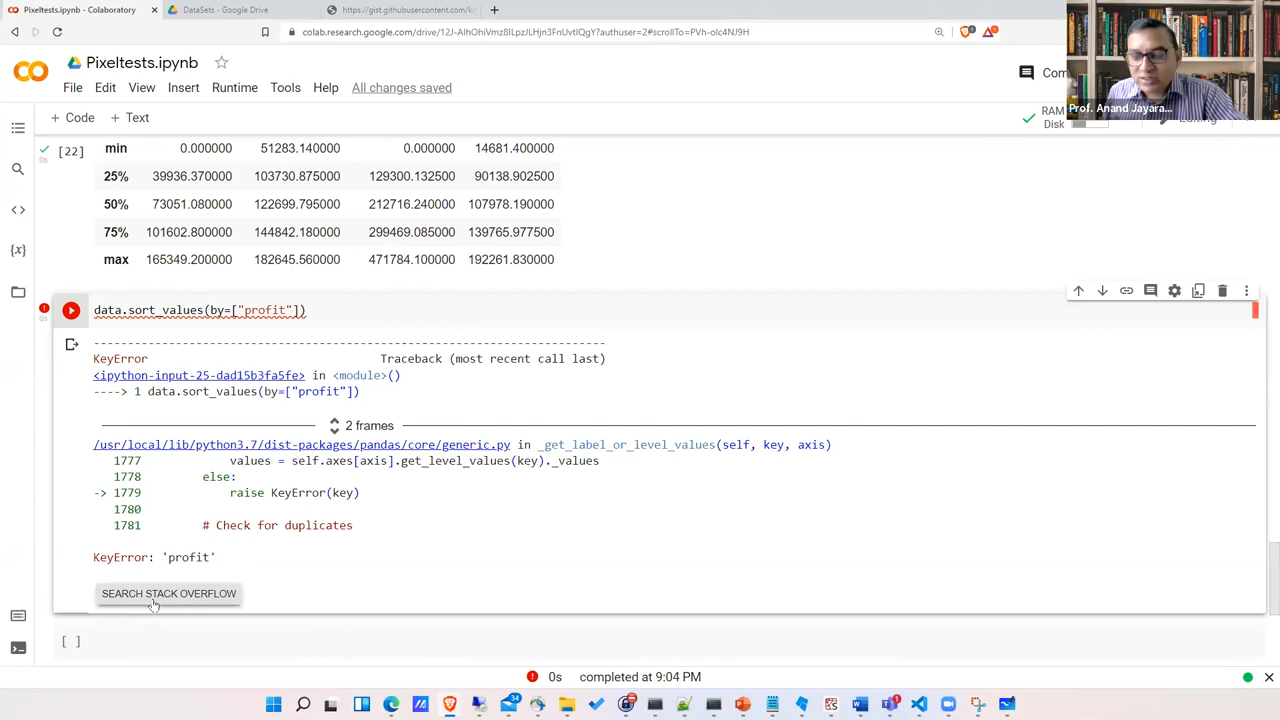 Pixeltests.ipynb - Colaboratory
DataSets - Google Drive
https://gist.githubusercontent.com/ki
colab.research.google.com/drive/12J-AlhOhiVmz8ILpzJLHjn3FnUvtIQgY?authuser=2#scrollTo=PVh-oIc4NJ9H
Pixeltests.ipynb
File Edit View Insert Runtime Tools Help All changes saved
Com
Prof. Anand Jayara...
+ Code + Text
RAM
Disk
Editing
[22]
0s
min 0.000000 51283.140000 0.000000 14681.400000
25% 39936.370000 103730.875000 129300.132500 90138.902500
50% 73051.080000 122699.795000 212716.240000 107978.190000
75% 101602.800000 144842.180000 299469.085000 139765.977500
max 165349.200000 182645.560000 471784.100000 192261.830000
data.sort_values(by=["profit"])
0s
---------------------------------------------------------------------------
KeyError Traceback (most recent call last)
<ipython-input-25-dad15b3fa5fe> in <module>()
----> 1 data.sort_values(by=["profit"])
2 frames
/usr/local/lib/python3.7/dist-packages/pandas/core/generic.py in _get_label_or_level_values(self, key, axis)
1777 values = self.axes[axis].get_level_values(key)._values
1778 else:
-> 1779 raise KeyError(key)
1780
1781 # Check for duplicates
KeyError: 'profit'
SEARCH STACK OVERFLOW
[ ]
0s completed at 9:04 PM
34